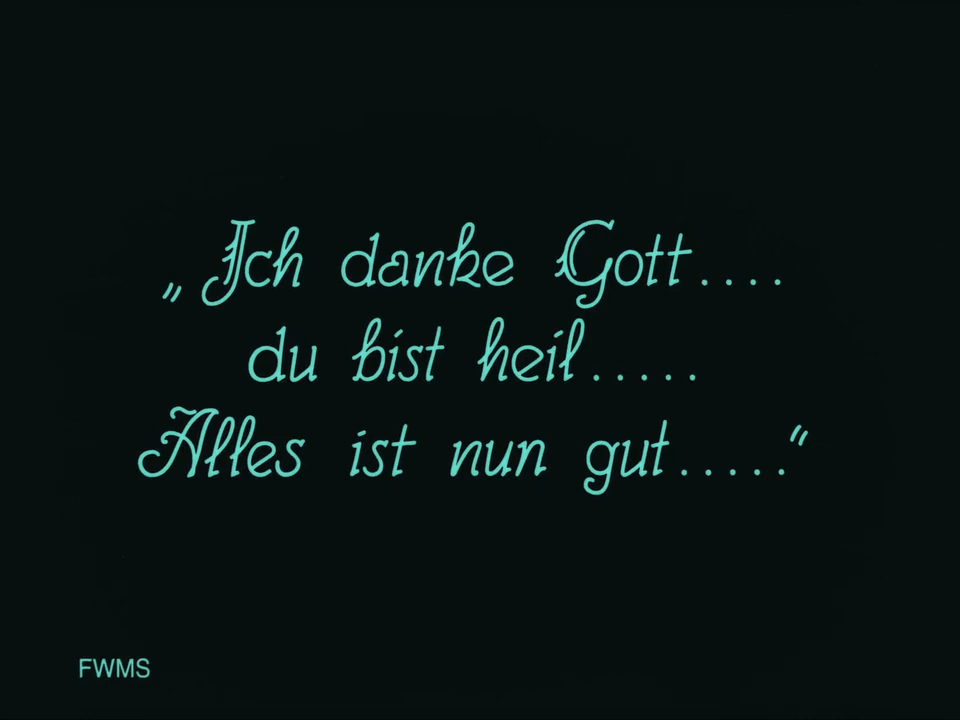 „Ich danke Gott....
du bist heil.....
Alles ist nun gut.....“
FWMS